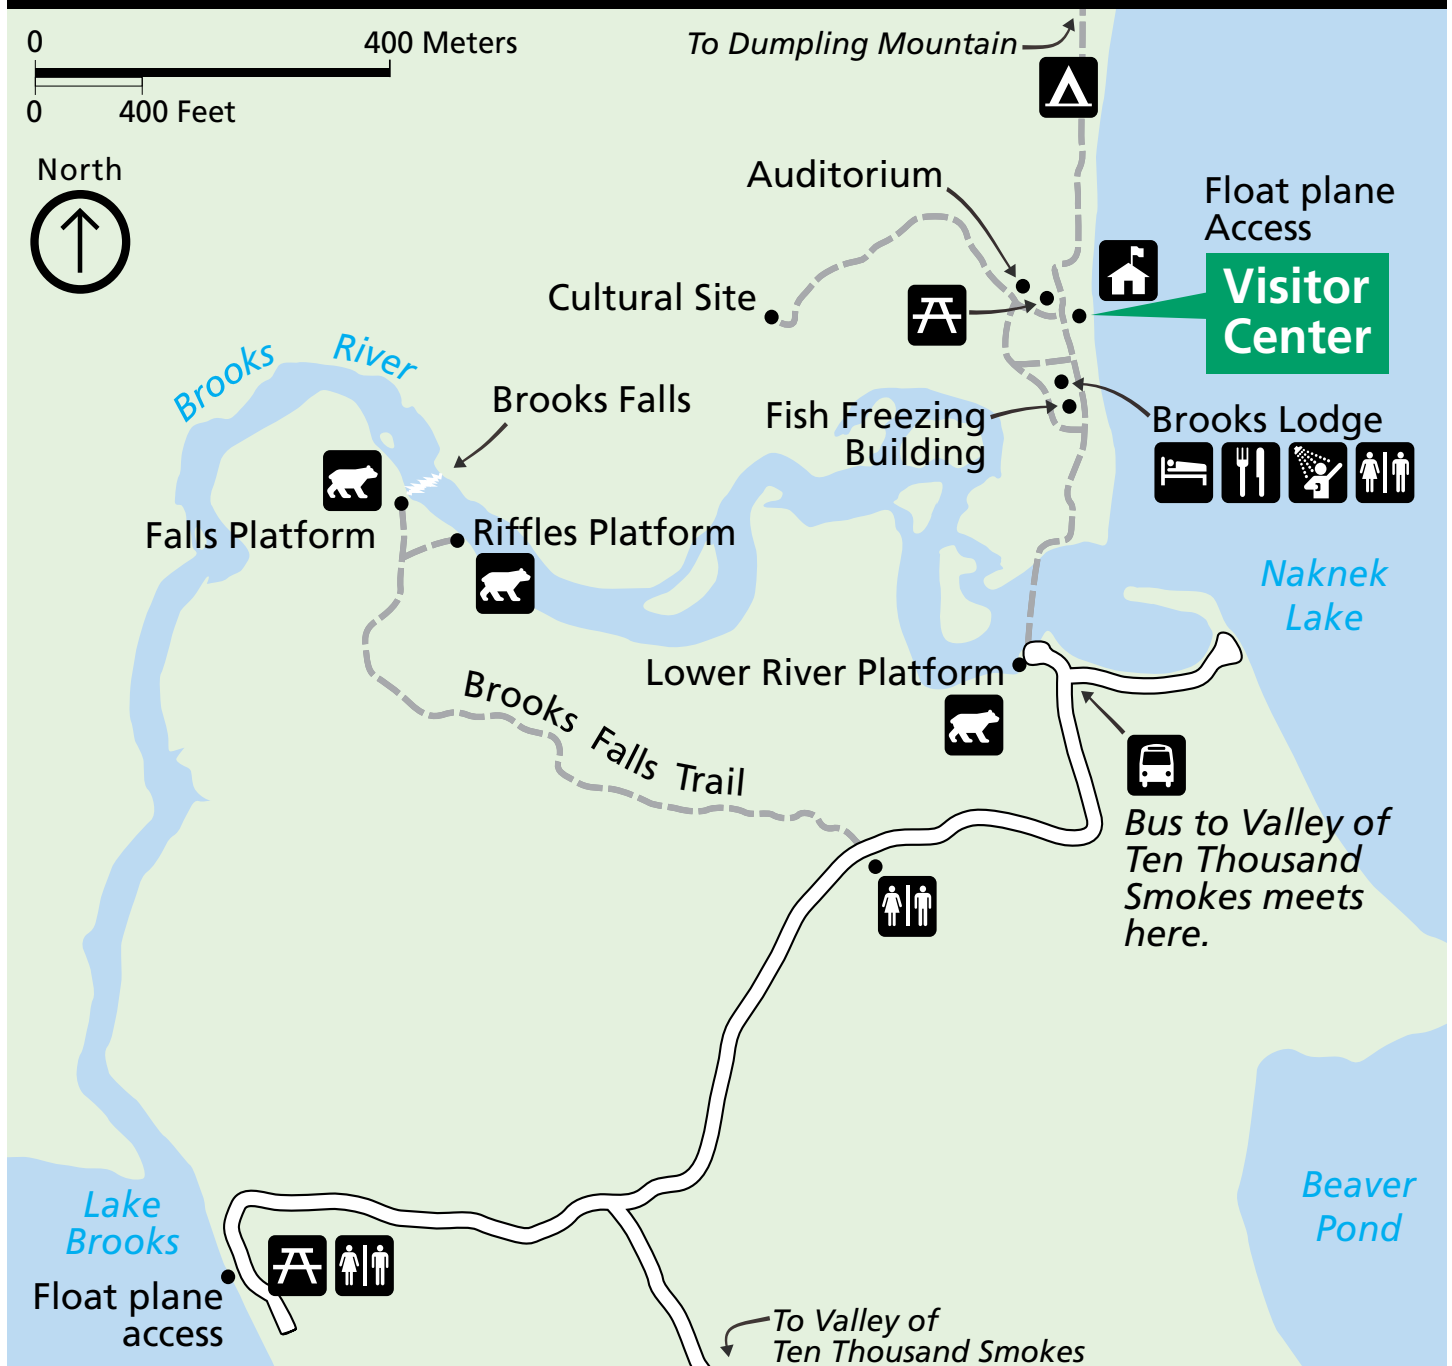 0
400 Meters
0
400 Feet
North
To Dumpling Mountain
Auditorium
Float plane
Access
Visitor
Center
Cultural Site
Brooks River
Brooks Falls
Fish Freezing
Building
Brooks Lodge
Falls Platform
Riffles Platform
Naknek
Lake
Lower River Platform
Brooks Falls Trail
Bus to Valley of
Ten Thousand
Smokes meets
here.
Lake
Brooks
Beaver
Pond
Float plane
access
To Valley of
Ten Thousand Smokes